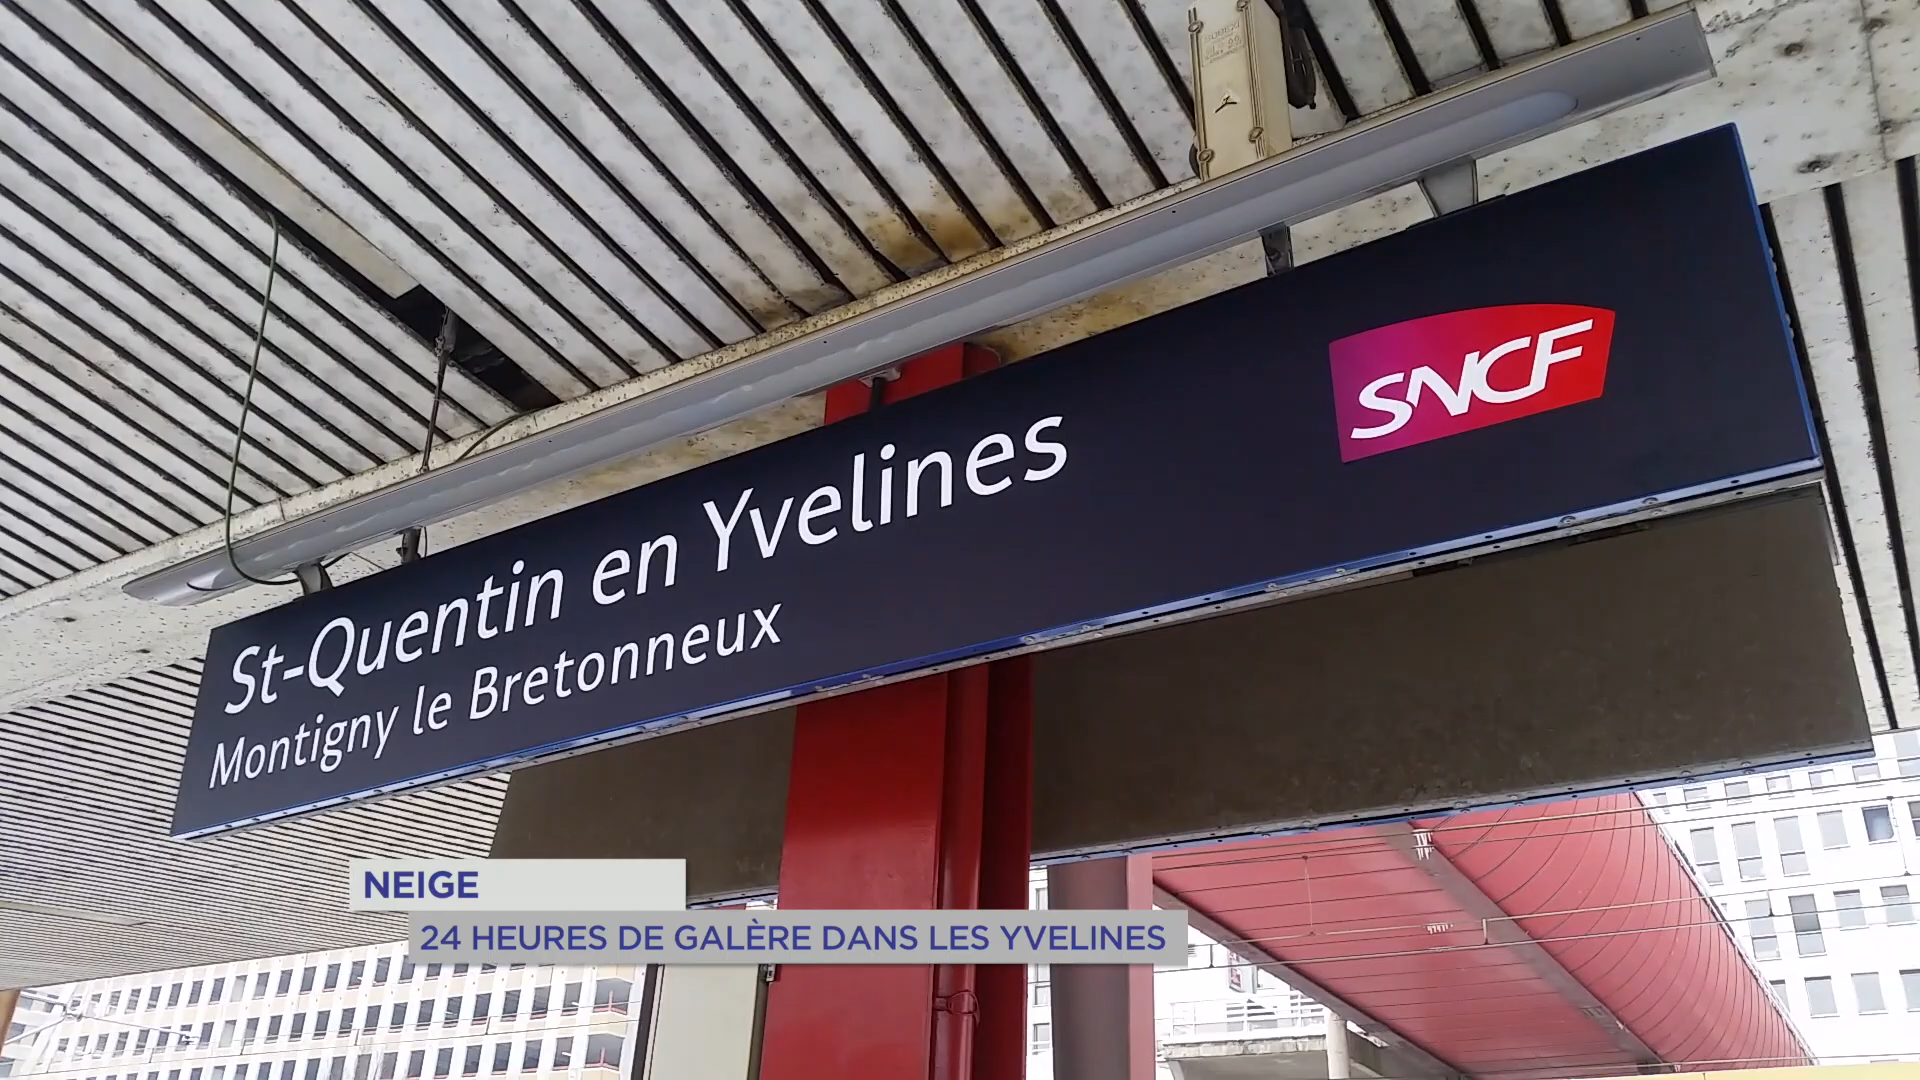 St-Quentin en Yvelines
Montigny le Bretonneux
SNCF
NEIGE
24 HEURES DE GALÈRE DANS LES YVELINES